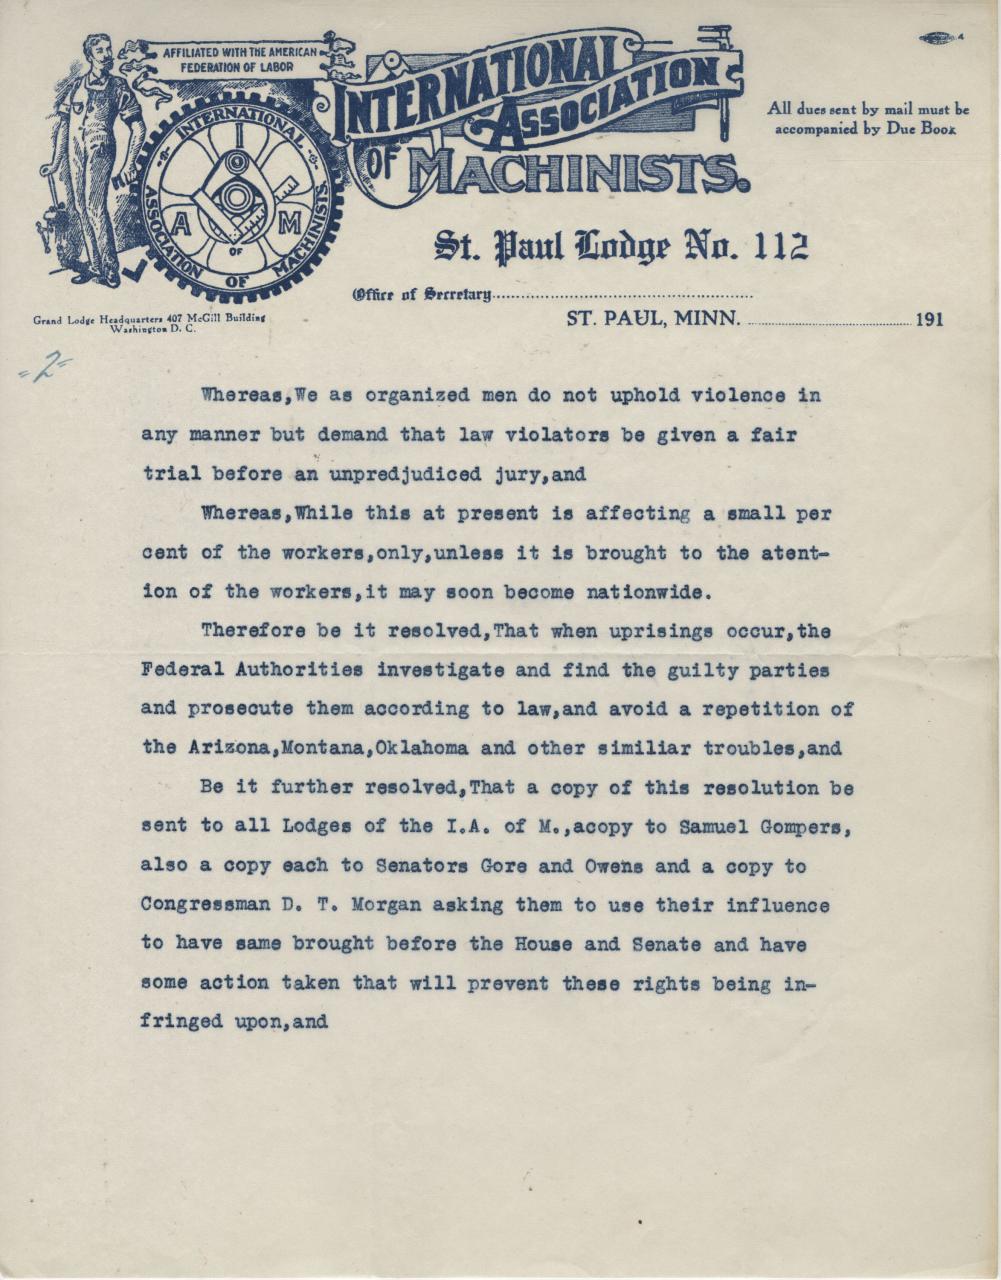 AFFILIATED WITH THE AMERICAN
FEDERATION OF LABOR
INTERNATIONAL
ASSOCIATION
OF MACHINISTS.
INTERNATIONAL
ASSOCIATION OF MACHINISTS.
A M
OF
4
All dues sent by mail must be
accompanied by Due Book
St. Paul Lodge No. 112
Office of Secretary
Grand Lodge Headquarters 407 McGill Building
Washington D. C.
ST. PAUL, MINN. 191
"2"
Whereas,We as organized men do not uphold violence in
any manner but demand that law violators be given a fair
trial before an unpredjudiced jury,and
Whereas,While this at present is affecting a small per
cent of the workers,only,unless it is brought to the atent-
ion of the workers,it may soon become nationwide.
Therefore be it resolved,That when uprisings occur,the
Federal Authorities investigate and find the guilty parties
and prosecute them according to law,and avoid a repetition of
the Arizona,Montana,Oklahoma and other similiar troubles,and
Be it further resolved,That a copy of this resolution be
sent to all Lodges of the I.A. of M.,acopy to Samuel Gompers,
also a copy each to Senators Gore and Owens and a copy to
Congressman D. T. Morgan asking them to use their influence
to have same brought before the House and Senate and have
some action taken that will prevent these rights being in-
fringed upon,and